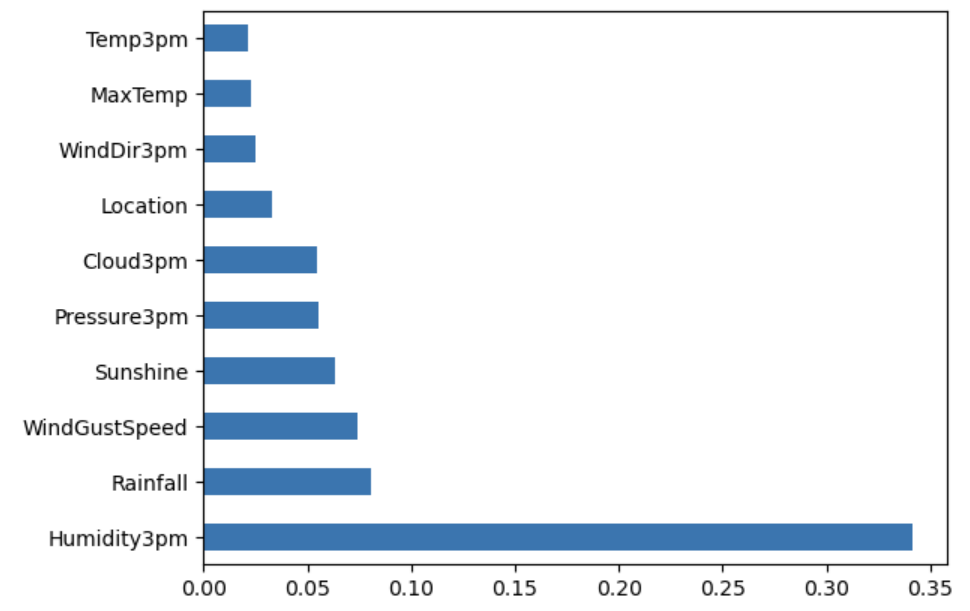 Temp3pm
MaxTemp
WindDir3pm
Location
Cloud3pm
Pressure3pm
Sunshine
WindGustSpeed
Rainfall
Humidity3pm
0.00 0.05 0.10 0.15 0.20 0.25 0.30 0.35